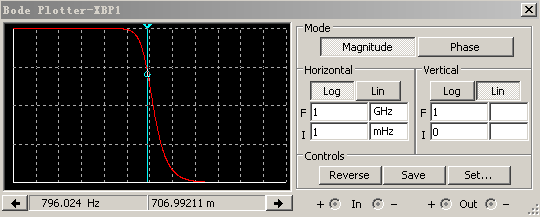 Bode Plotter-XBP1
Mode
Magnitude Phase
Horizontal Vertical
Log Lin Log Lin
F 1 GHz F 1
I 1 mHz I 0
Controls
Reverse Save Set...
796.024 Hz 706.99211 m + In - + Out -